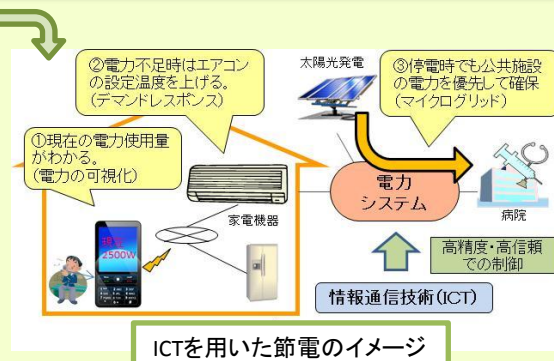 ②電力不足時はエアコン
の設定温度を上げる。
(デマンドレスポンス)
太陽光発電
③停電時でも公共施設
の電力を優先して確保
(マイクログリッド)
①現在の電力使用量
がわかる。
(電力の可視化)
家電機器
電力
システム
病院
現在
2500W
高精度・高信頼
での制御
情報通信技術(ICT)
ICTを用いた節電のイメージ